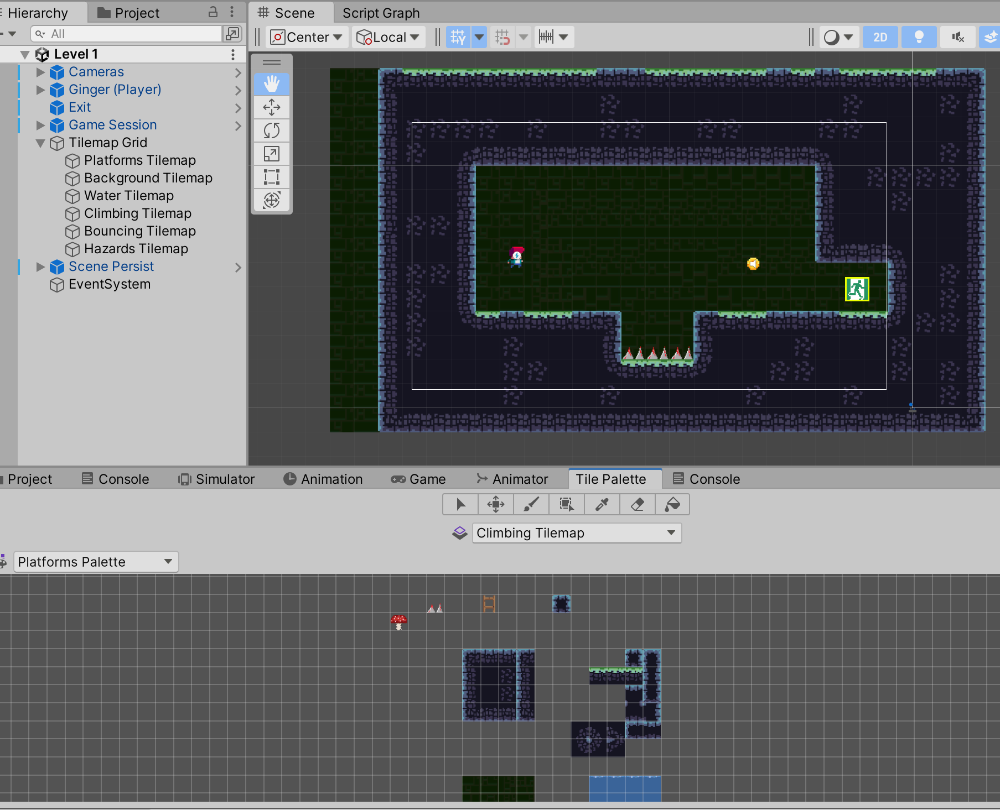 Hierarchy
Project
Scene
Script Graph
All
Center
Local
2D
Level 1
Cameras
Ginger (Player)
Exit
Game Session
Tilemap Grid
Platforms Tilemap
Background Tilemap
Water Tilemap
Climbing Tilemap
Bouncing Tilemap
Hazards Tilemap
Scene Persist
EventSystem
Project
Console
Simulator
Animation
Game
Animator
Tile Palette
Console
Climbing Tilemap
Platforms Palette